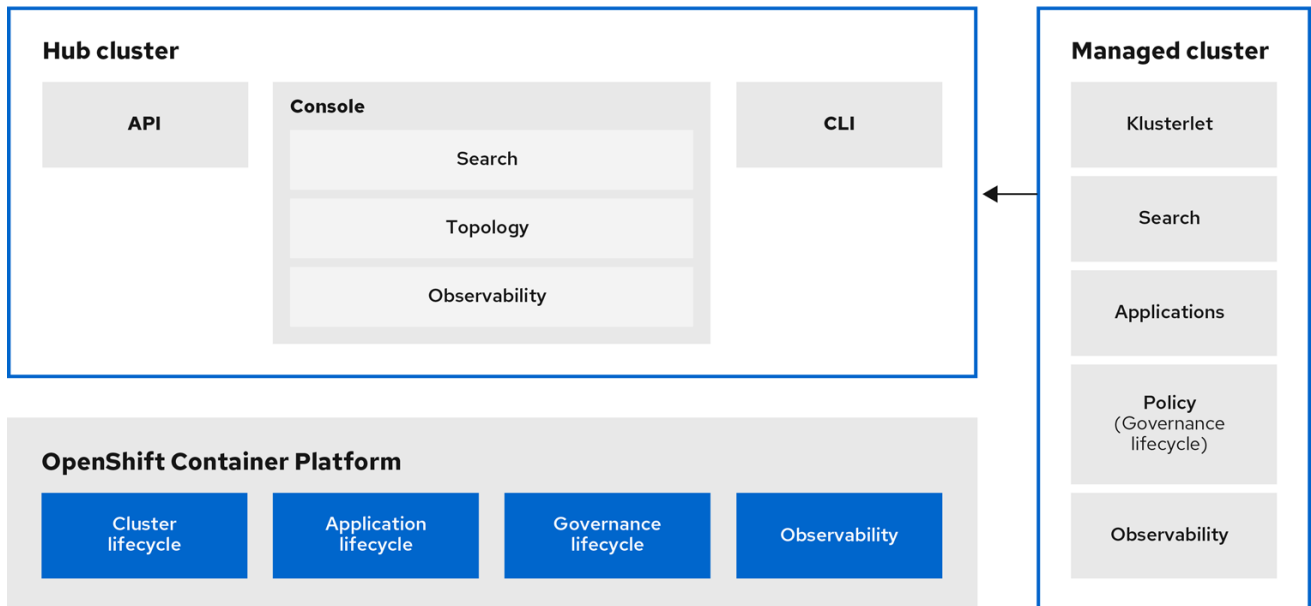 Hub cluster
API
Console
Search
Topology
Observability
CLI
OpenShift Container Platform
Cluster
lifecycle
Application
lifecycle
Governance
lifecycle
Observability
Managed cluster
Klusterlet
Search
Applications
Policy
(Governance
lifecycle)
Observability